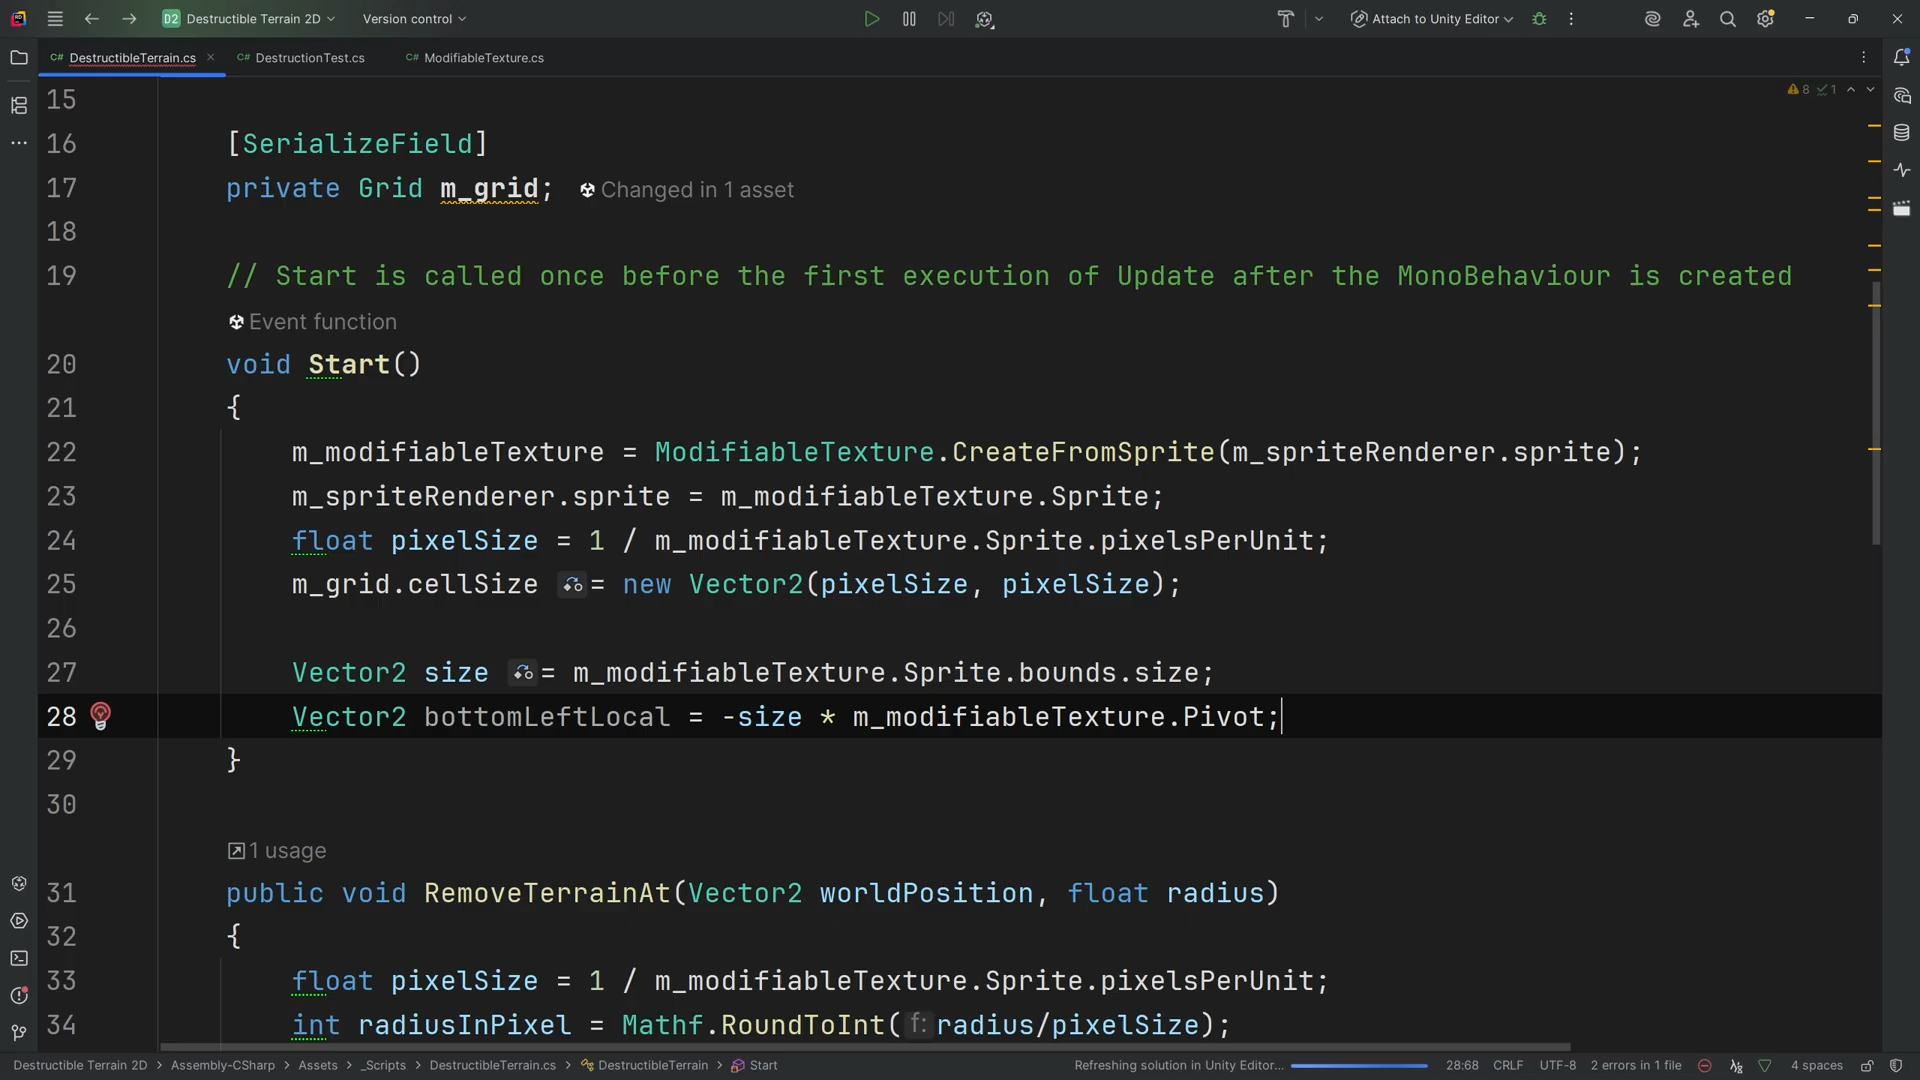 D2 Destructible Terrain 2D Version control Attach to Unity Editor
C# DestructibleTerrain.cs C# DestructionTest.cs C# ModifiableTexture.cs
8 1
15
16 [SerializeField]
17 private Grid m_grid; Changed in 1 asset
18
19 // Start is called once before the first execution of Update after the MonoBehaviour is created
Event function
20 void Start()
21 {
22 m_modifiableTexture = ModifiableTexture.CreateFromSprite(m_spriteRenderer.sprite);
23 m_spriteRenderer.sprite = m_modifiableTexture.Sprite;
24 float pixelSize = 1 / m_modifiableTexture.Sprite.pixelsPerUnit;
25 m_grid.cellSize = new Vector2(pixelSize, pixelSize);
26
27 Vector2 size = m_modifiableTexture.Sprite.bounds.size;
28 Vector2 bottomLeftLocal = -size * m_modifiableTexture.Pivot;
29 }
30
1 usage
31 public void RemoveTerrainAt(Vector2 worldPosition, float radius)
32 {
33 float pixelSize = 1 / m_modifiableTexture.Sprite.pixelsPerUnit;
34 int radiusInPixel = Mathf.RoundToInt(f: radius/pixelSize);
Destructible Terrain 2D > Assembly-CSharp > Assets > _Scripts > DestructibleTerrain.cs > DestructibleTerrain > Start Refreshing solution in Unity Editor... 28:68 CRLF UTF-8 2 errors in 1 file 4 spaces